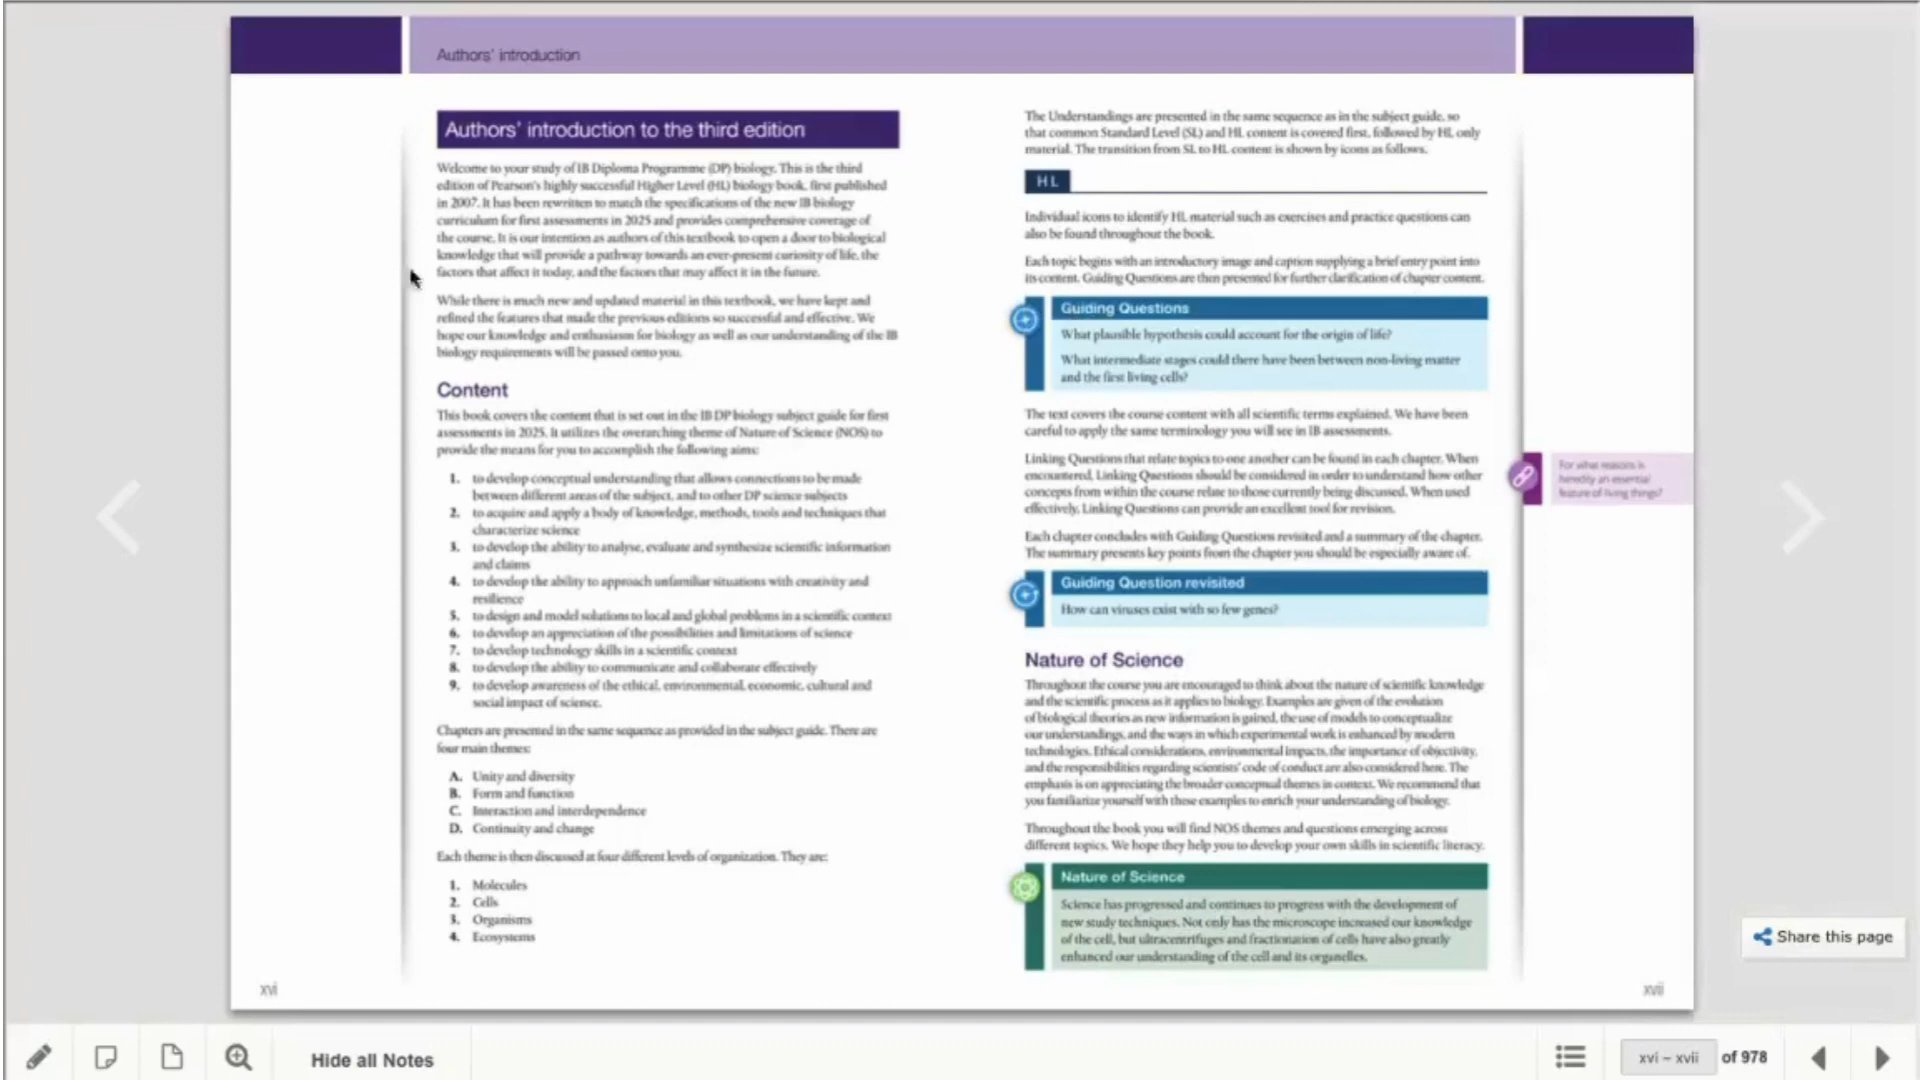 Authors' introduction
Authors' introduction to the third edition
Welcome to your study of IB Diploma Programme (DP) biology. This is the third
edition of Pearson's highly successful Higher Level (HL) biology book, first published
in 2007. It has been rewritten to match the specifications of the new IB biology
curriculum for first assessments in 2025 and provides comprehensive coverage of
the course. It is our intention as authors of this textbook to open a door to biological
knowledge that will provide a pathway towards an ever-present curiosity of life, the
factors that affect it today, and the factors that may affect it in the future.
While there is much new and updated material in this textbook, we have kept and
refined the features that made the previous editions so successful and effective. We
hope our knowledge and enthusiasm for biology as well as our understanding of the IB
biology requirements will be passed onto you.
Content
This book covers the content that is set out in the IB DP biology subject guide for first
assessments in 2025. It utilizes the overarching theme of Nature of Science (NOS) to
provide the means for you to accomplish the following aims:
1. to develop conceptual understanding that allows connections to be made
between different areas of the subject, and to other DP science subjects
2. to acquire and apply a body of knowledge, methods, tools and techniques that
characterize science
3. to develop the ability to analyse, evaluate and synthesize scientific information
and claims
4. to develop the ability to approach unfamiliar situations with creativity and
resilience
5. to design and model solutions to local and global problems in a scientific context
6. to develop an appreciation of the possibilities and limitations of science
7. to develop technology skills in a scientific context
8. to develop the ability to communicate and collaborate effectively
9. to develop awareness of the ethical, environmental, economic, cultural and
social impact of science.
Chapters are presented in the same sequence as provided in the subject guide. There are
four main themes:
A. Unity and diversity
B. Form and function
C. Interaction and interdependence
D. Continuity and change
Each theme is then discussed at four different levels of organization. They are:
1. Molecules
2. Cells
3. Organisms
4. Ecosystems
xvi
The Understandings are presented in the same sequence as in the subject guide, so
that common Standard Level (SL) and HL content is covered first, followed by HL only
material. The transition from SL to HL content is shown by icons as follows.
HL
Individual icons to identify HL material such as exercises and practice questions can
also be found throughout the book.
Each topic begins with an introductory image and caption supplying a brief entry point into
its content. Guiding Questions are then presented for further clarification of chapter content.
Guiding Questions
What plausible hypothesis could account for the origin of life?
What intermediate stages could there have been between non-living matter
and the first living cells?
The text covers the course content with all scientific terms explained. We have been
careful to apply the same terminology you will see in IB assessments.
Linking Questions that relate topics to one another can be found in each chapter. When
encountered, Linking Questions should be considered in order to understand how other
concepts from within the course relate to those currently being discussed. When used
effectively, Linking Questions can provide an excellent tool for revision.
For what reasons is
heredity an essential
feature of living things?
Each chapter concludes with Guiding Questions revisited and a summary of the chapter.
The summary presents key points from the chapter you should be especially aware of.
Guiding Question revisited
How can viruses exist with so few genes?
Nature of Science
Throughout the course you are encouraged to think about the nature of scientific knowledge
and the scientific process as it applies to biology. Examples are given of the evolution
of biological theories as new information is gained, the use of models to conceptualize
our understandings, and the ways in which experimental work is enhanced by modern
technologies. Ethical considerations, environmental impacts, the importance of objectivity,
and the responsibilities regarding scientists' code of conduct are also considered here. The
emphasis is on appreciating the broader conceptual themes in context. We recommend that
you familiarize yourself with these examples to enrich your understanding of biology.
Throughout the book you will find NOS themes and questions emerging across
different topics. We hope they help you to develop your own skills in scientific literacy.
Nature of Science
Science has progressed and continues to progress with the development of
new study techniques. Not only has the microscope increased our knowledge
of the cell, but ultracentrifuges and fractionation of cells have also greatly
enhanced our understanding of the cell and its organelles.
xvii
Share this page
Hide all Notes
xvi – xvii of 978